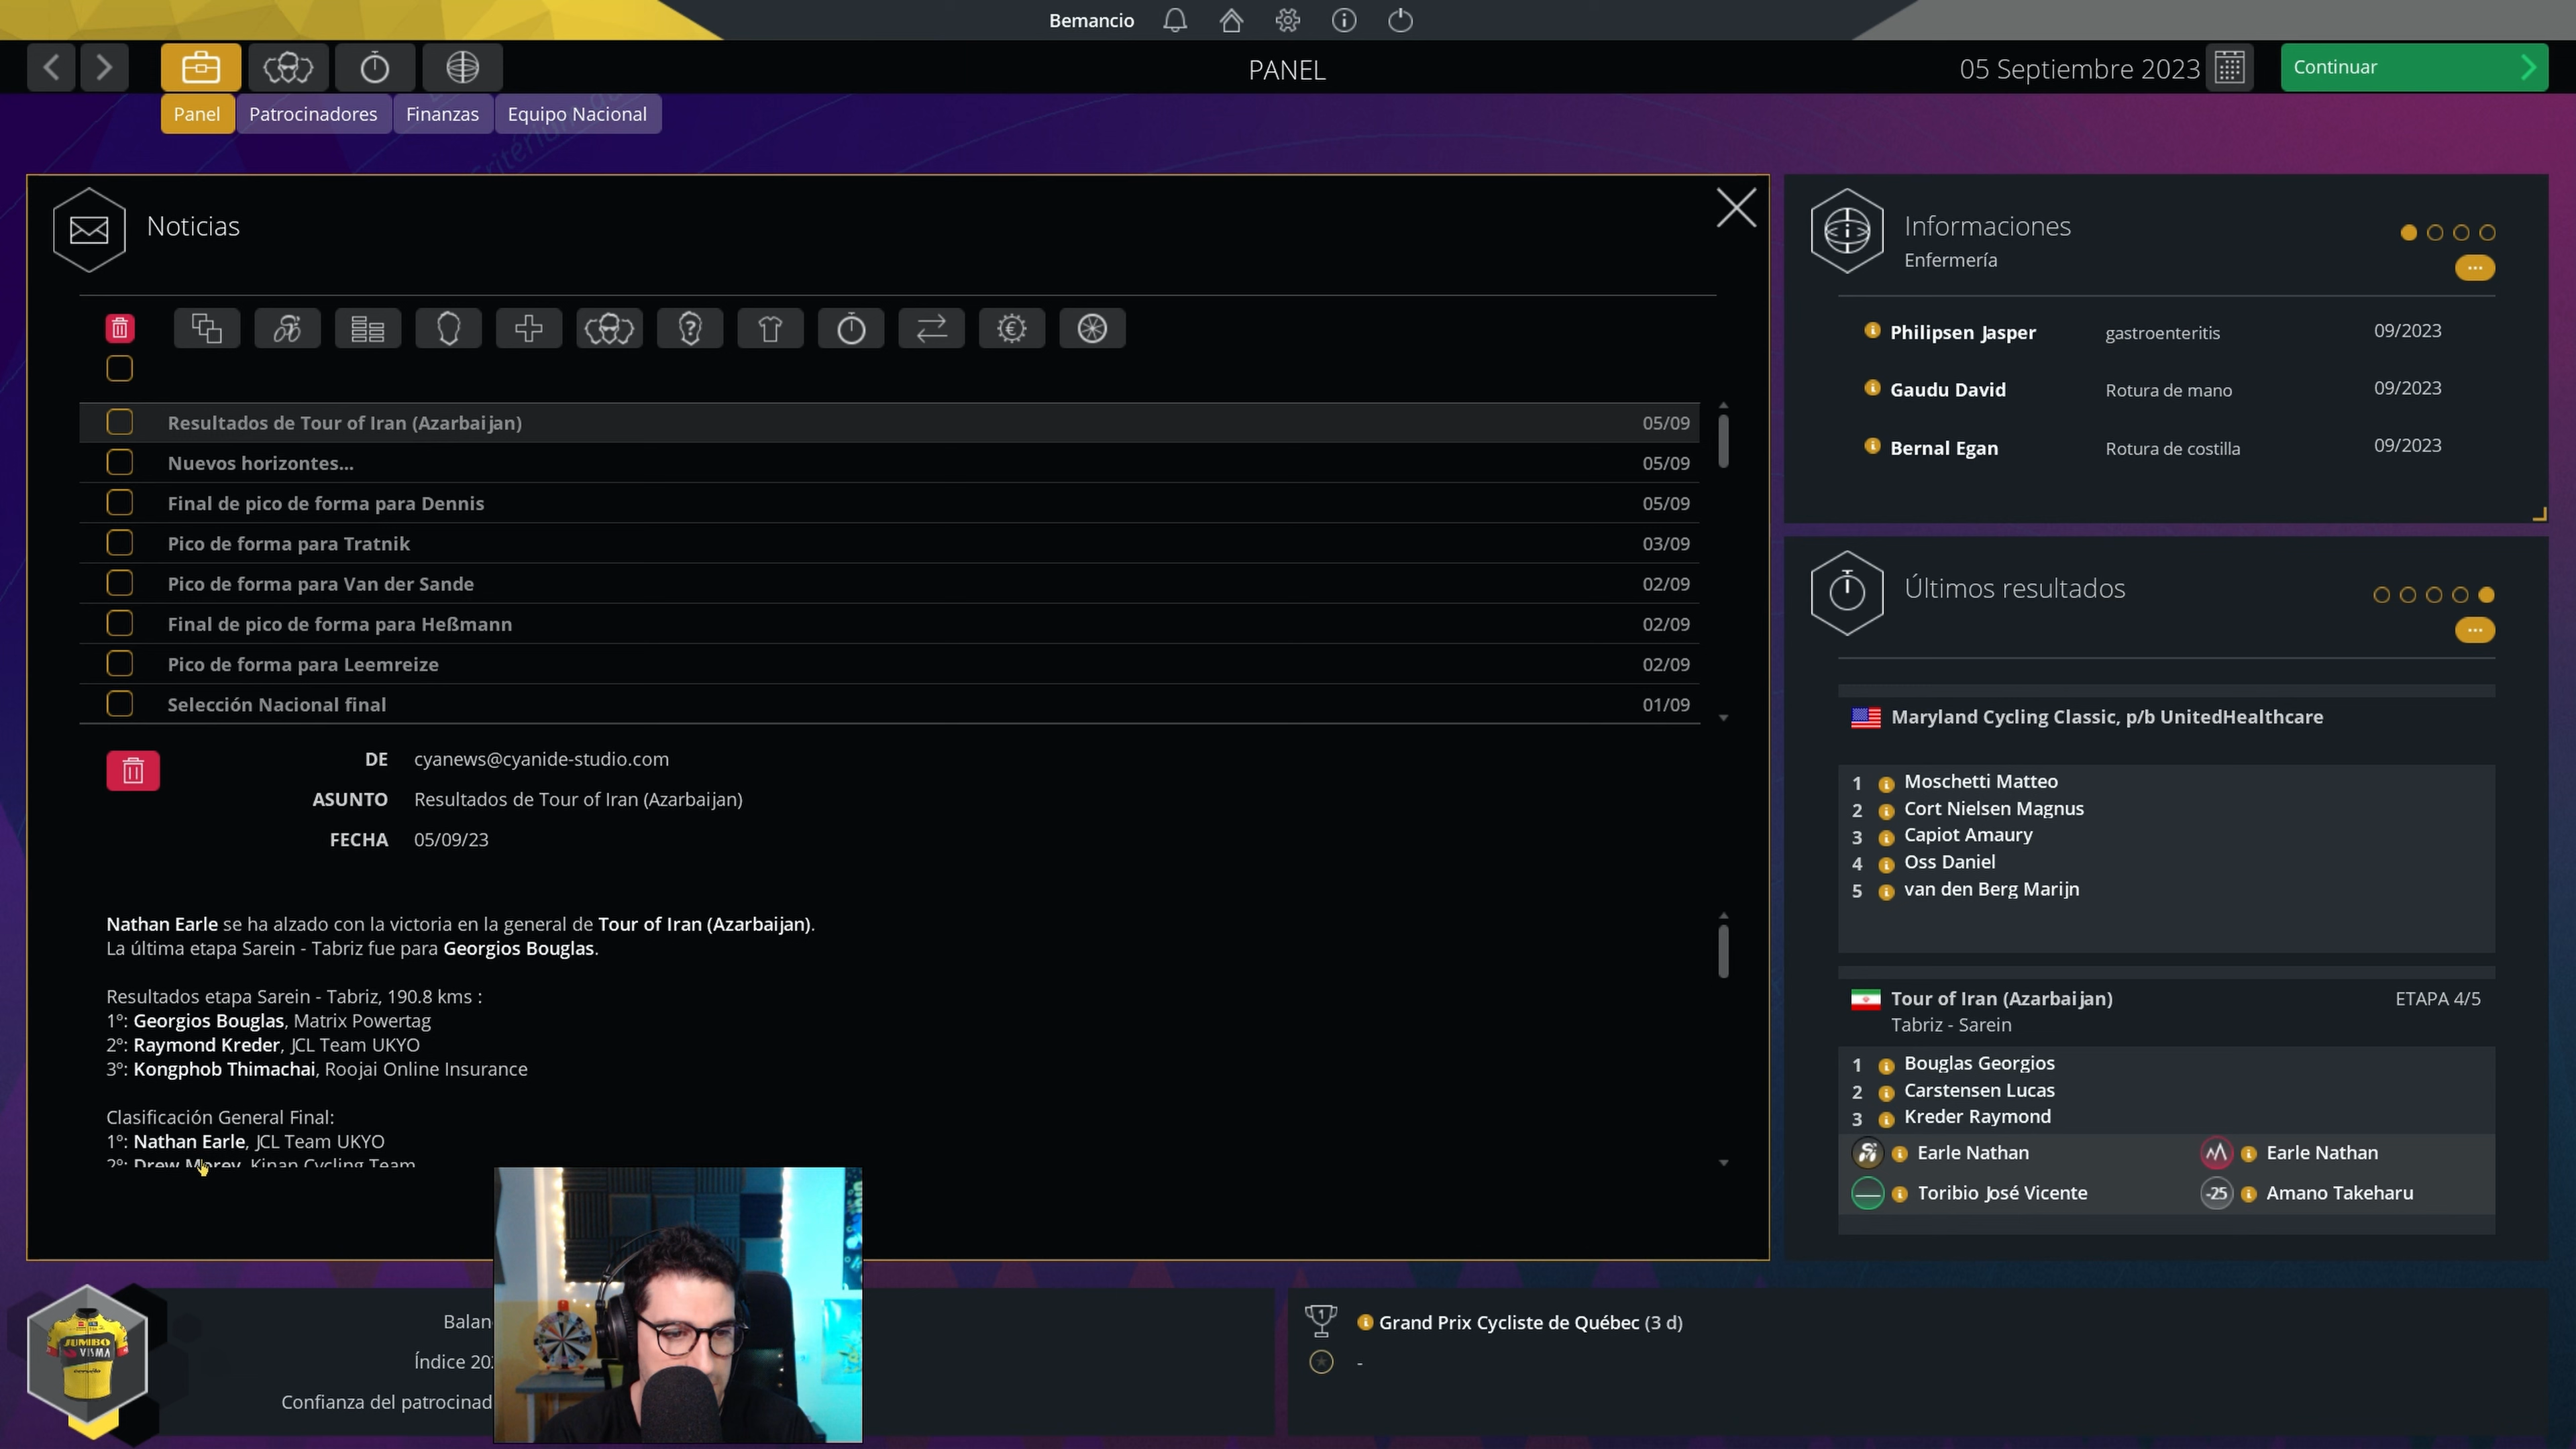 Bemancio
PANEL
05 Septiembre 2023
Continuar
Panel
Patrocinadores
Finanzas
Equipo Nacional
Noticias
Resultados de Tour of Iran (Azarbaijan) 05/09
Nuevos horizontes... 05/09
Final de pico de forma para Dennis 05/09
Pico de forma para Tratnik 03/09
Pico de forma para Van der Sande 02/09
Final de pico de forma para Heßmann 02/09
Pico de forma para Leemreize 02/09
Selección Nacional final 01/09
DE cyanews@cyanide-studio.com
ASUNTO Resultados de Tour of Iran (Azarbaijan)
FECHA 05/09/23
Nathan Earle se ha alzado con la victoria en la general de Tour of Iran (Azarbaijan).
La última etapa Sarein - Tabriz fue para Georgios Bouglas.
Resultados etapa Sarein - Tabriz, 190.8 kms :
1º: Georgios Bouglas, Matrix Powertag
2º: Raymond Kreder, JCL Team UKYO
3º: Kongphob Thimachai, Roojai Online Insurance
Clasificación General Final:
1º: Nathan Earle, JCL Team UKYO
2º: Drew Morey, Kinan Cycling Team
Informaciones
Enfermería
Philipsen Jasper gastroenteritis 09/2023
Gaudu David Rotura de mano 09/2023
Bernal Egan Rotura de costilla 09/2023
Últimos resultados
Maryland Cycling Classic, p/b UnitedHealthcare
1 Moschetti Matteo
2 Cort Nielsen Magnus
3 Capiot Amaury
4 Oss Daniel
5 van den Berg Marijn
Tour of Iran (Azarbaijan) ETAPA 4/5
Tabriz - Sarein
1 Bouglas Georgios
2 Carstensen Lucas
3 Kreder Raymond
Earle Nathan
Earle Nathan
Toribio José Vicente
-25 Amano Takeharu
JUMBO
VISMA
Balan
Índice 20
Confianza del patrocinad
1 Grand Prix Cycliste de Québec (3 d)
-